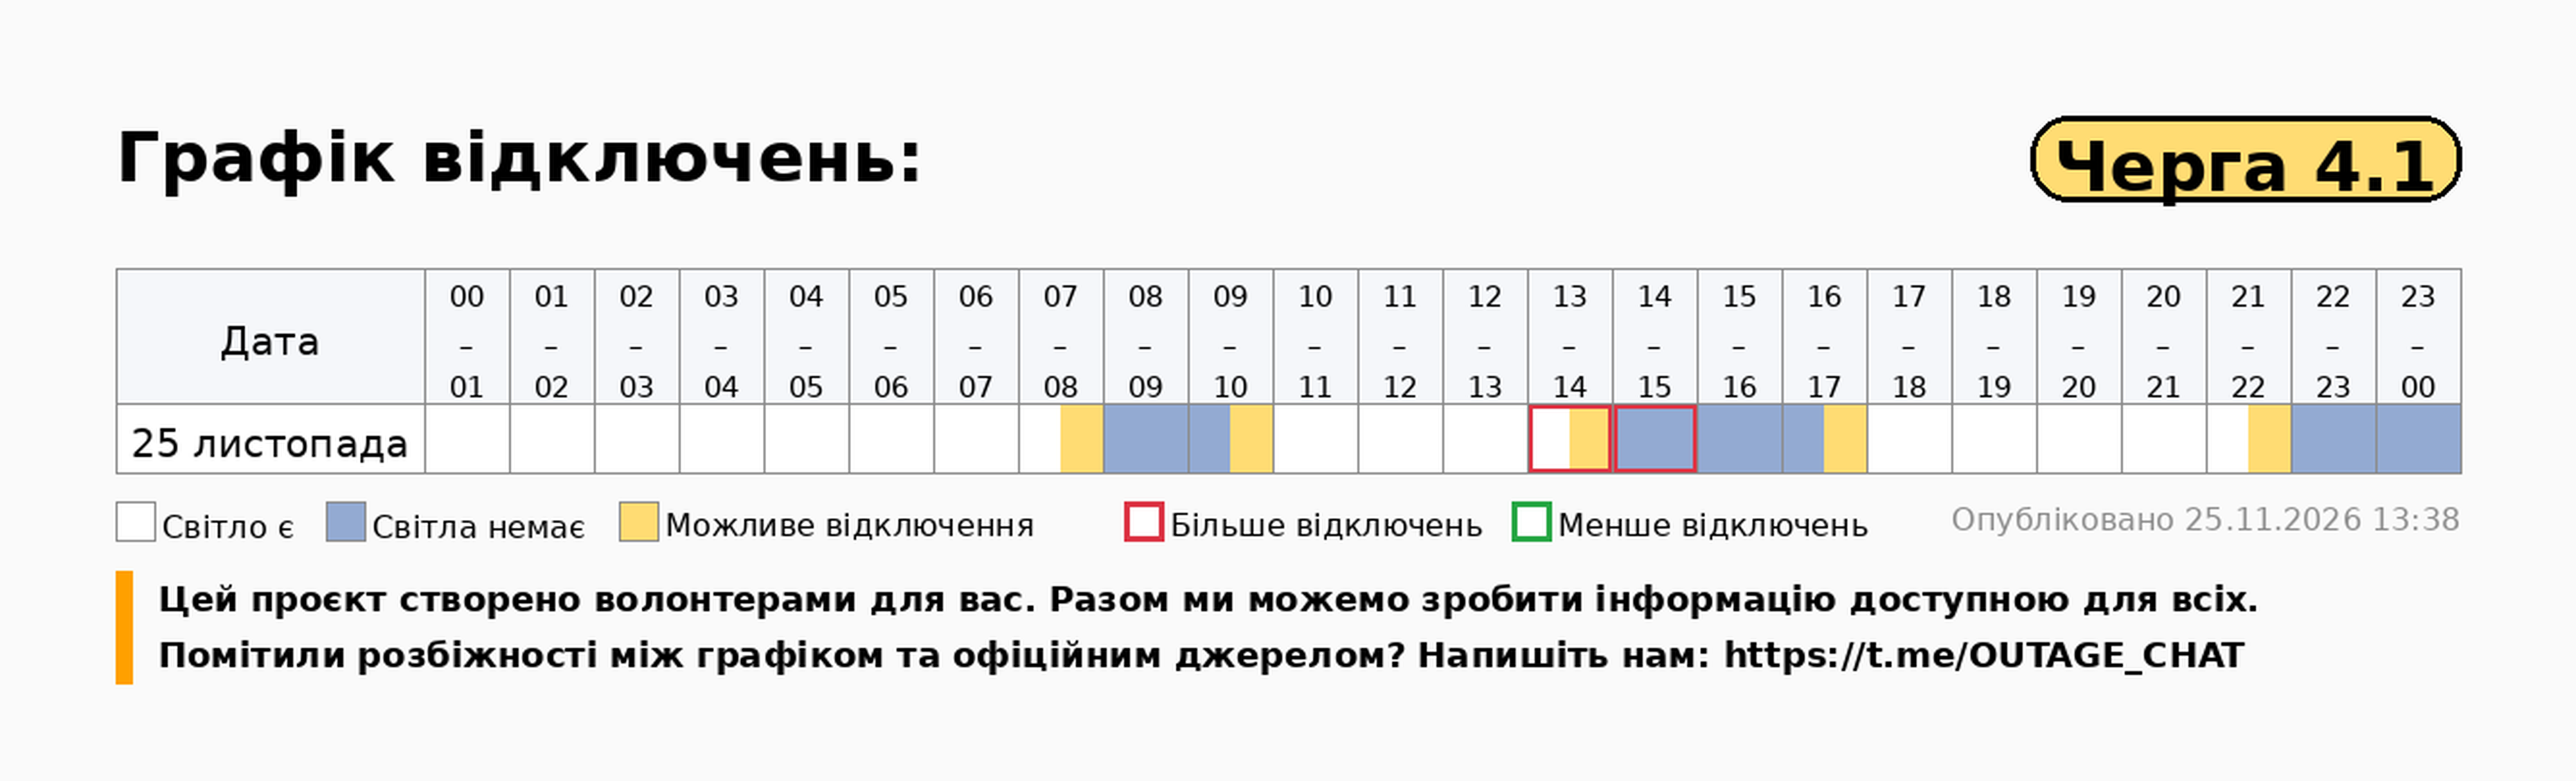 Графік відключень:
Черга 4.1
Дата
00 – 01
01 – 02
02 – 03
03 – 04
04 – 05
05 – 06
06 – 07
07 – 08
08 – 09
09 – 10
10 – 11
11 – 12
12 – 13
13 – 14
14 – 15
15 – 16
16 – 17
17 – 18
18 – 19
19 – 20
20 – 21
21 – 22
22 – 23
23 – 00
25 листопада
Світло є Світла немає Можливе відключення Більше відключень Менше відключень Опубліковано 25.11.2026 13:38
Цей проєкт створено волонтерами для вас. Разом ми можемо зробити інформацію доступною для всіх.
Помітили розбіжності між графіком та офіційним джерелом? Напишіть нам: https://t.me/OUTAGE_CHAT